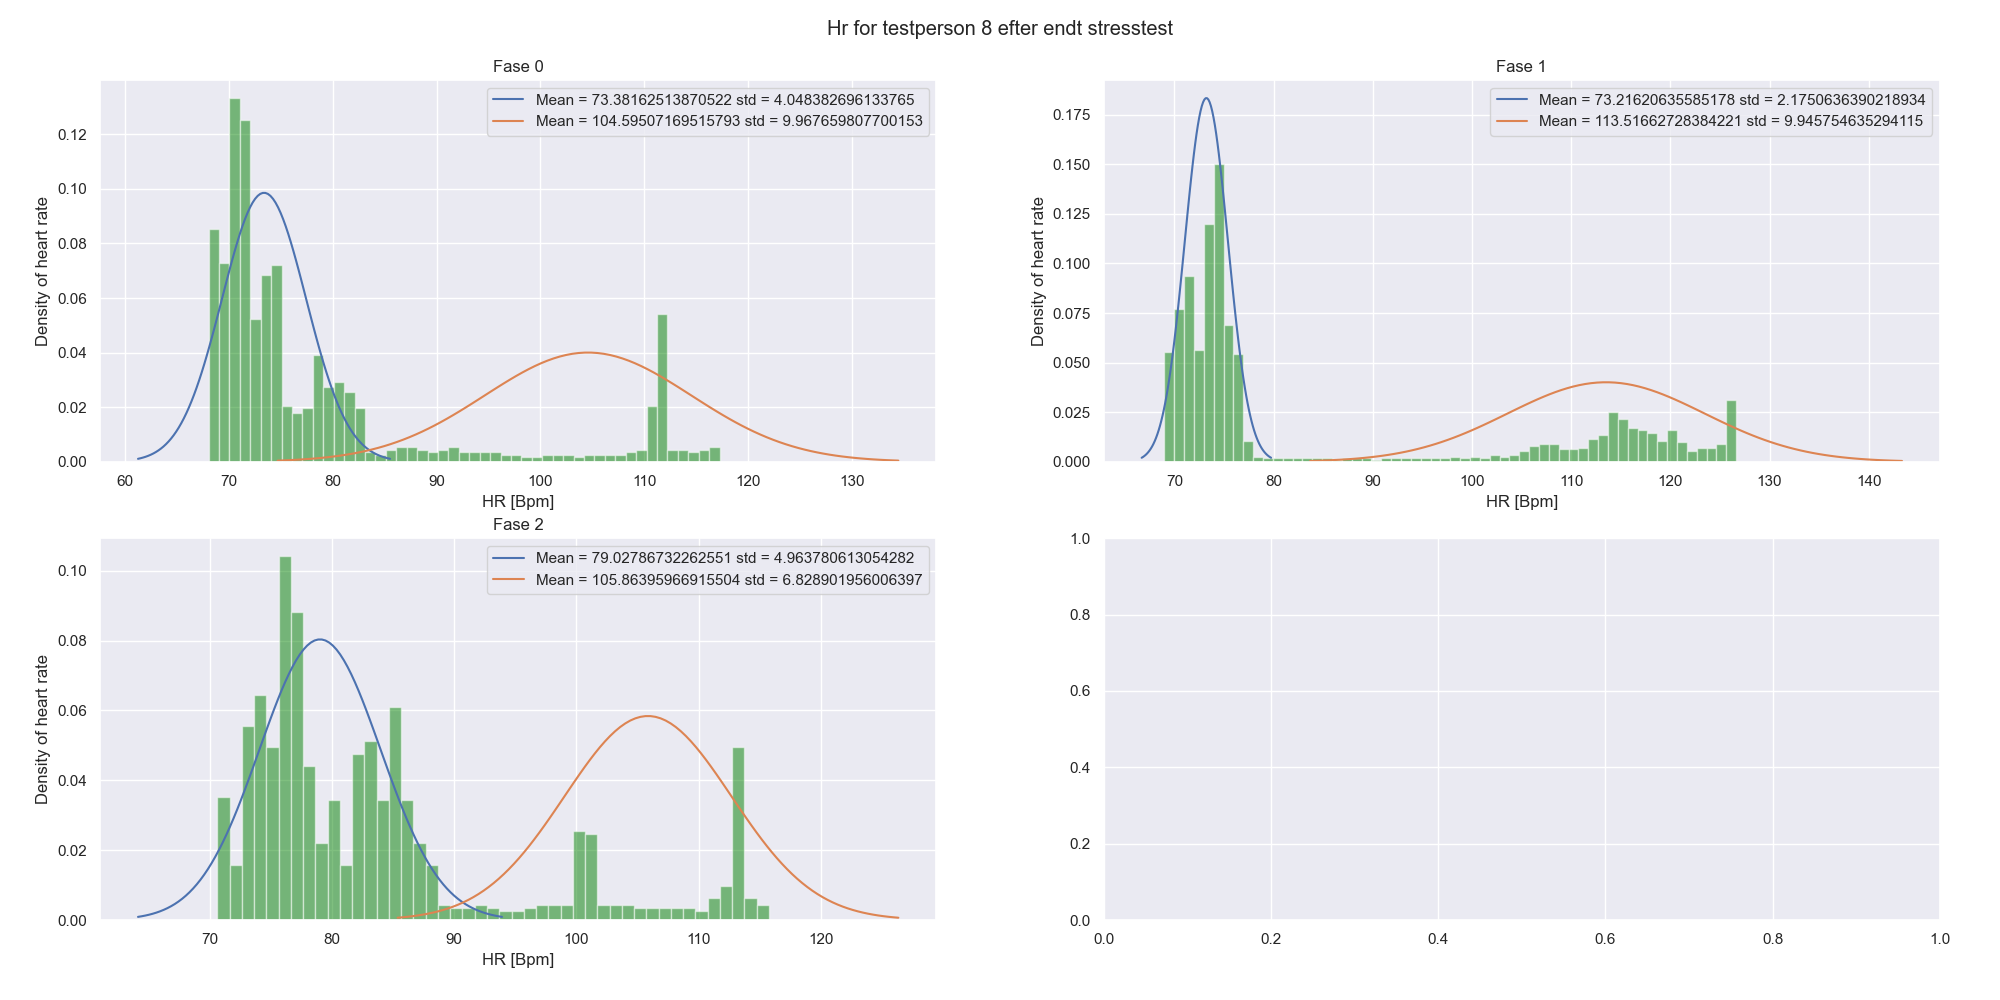 Hr for testperson 8 efter endt stresstest
Fase 0
Mean = 73.38162513870522 std = 4.048382696133765
Mean = 104.59507169515793 std = 9.967659807700153
Density of heart rate
0.12
0.10
0.08
0.06
0.04
0.02
0.00
60 70 80 90 100 110 120 130
HR [Bpm]
Fase 1
Mean = 73.21620635585178 std = 2.1750636390218934
Mean = 113.51662728384221 std = 9.945754635294115
Density of heart rate
0.175
0.150
0.125
0.100
0.075
0.050
0.025
0.000
70 80 90 100 110 120 130 140
HR [Bpm]
Fase 2
Mean = 79.02786732262551 std = 4.963780613054282
Mean = 105.86395966915504 std = 6.828901956006397
Density of heart rate
0.10
0.08
0.06
0.04
0.02
0.00
70 80 90 100 110 120
HR [Bpm]
1.0
0.8
0.6
0.4
0.2
0.0
0.0 0.2 0.4 0.6 0.8 1.0